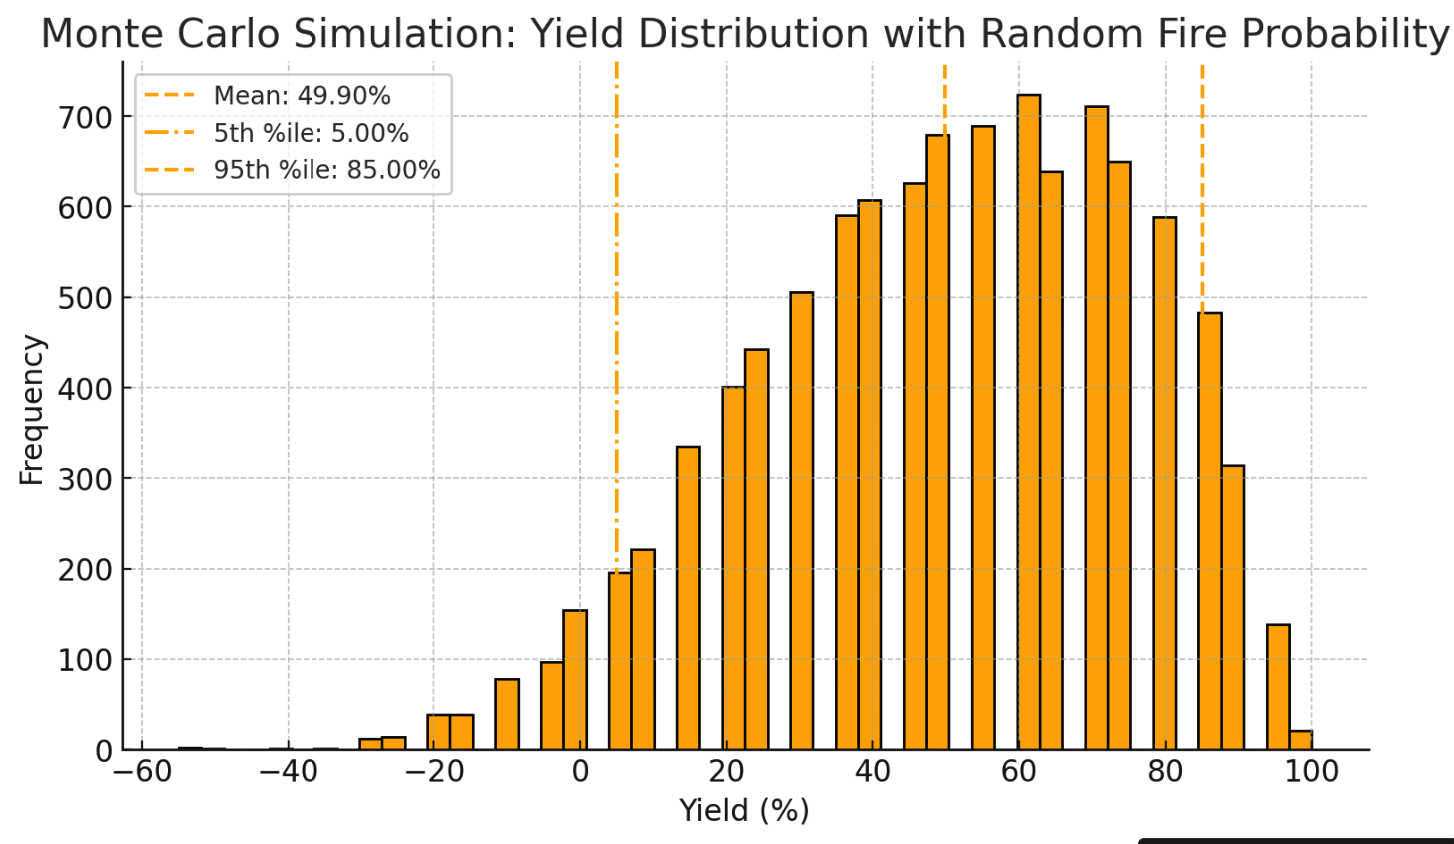 Monte Carlo Simulation: Yield Distribution with Random Fire Probability
Mean: 49.90%
5th %ile: 5.00%
95th %ile: 85.00%
Frequency
700
600
500
400
300
200
100
0
−60 −40 −20 0 20 40 60 80 100
Yield (%)